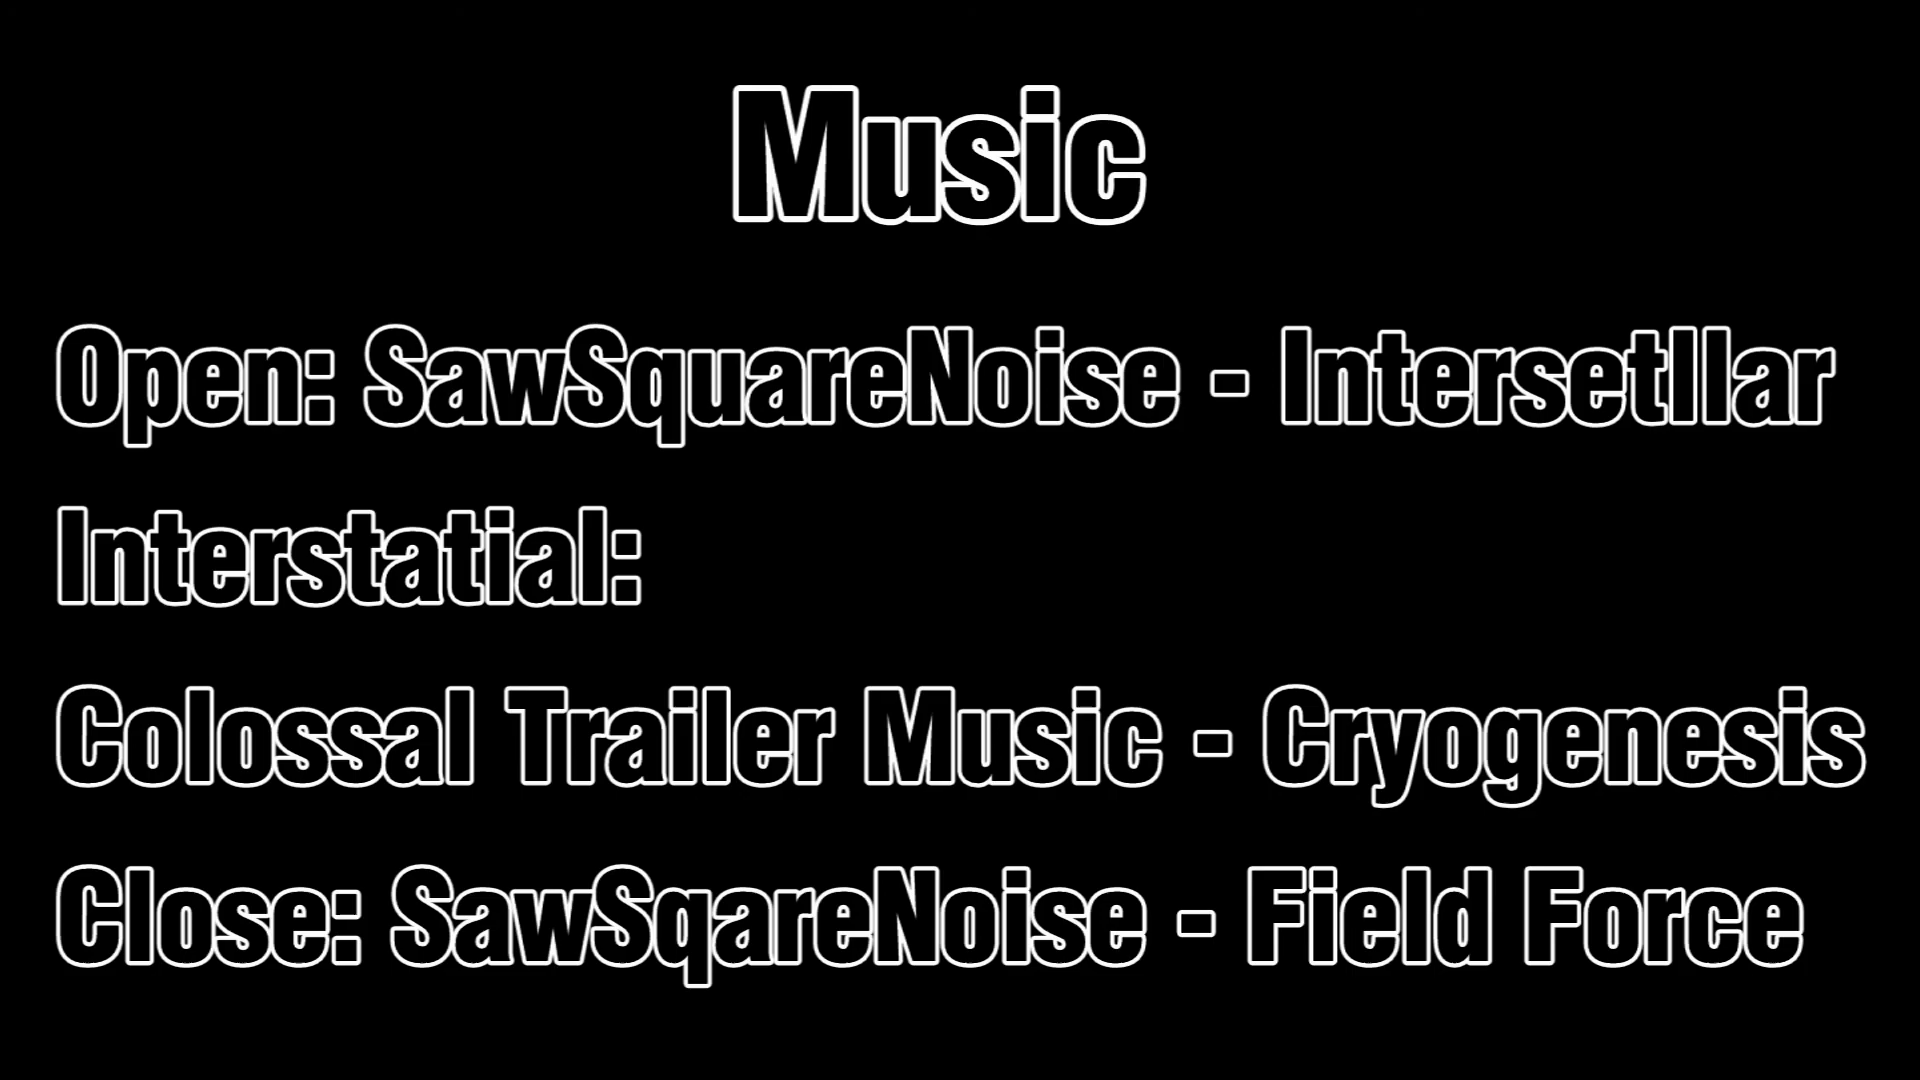 Music
Open: SawSquareNoise - Intersetllar
Interstatial:
Colossal Trailer Music - Cryogenesis
Close: SawSqareNoise - Field Force